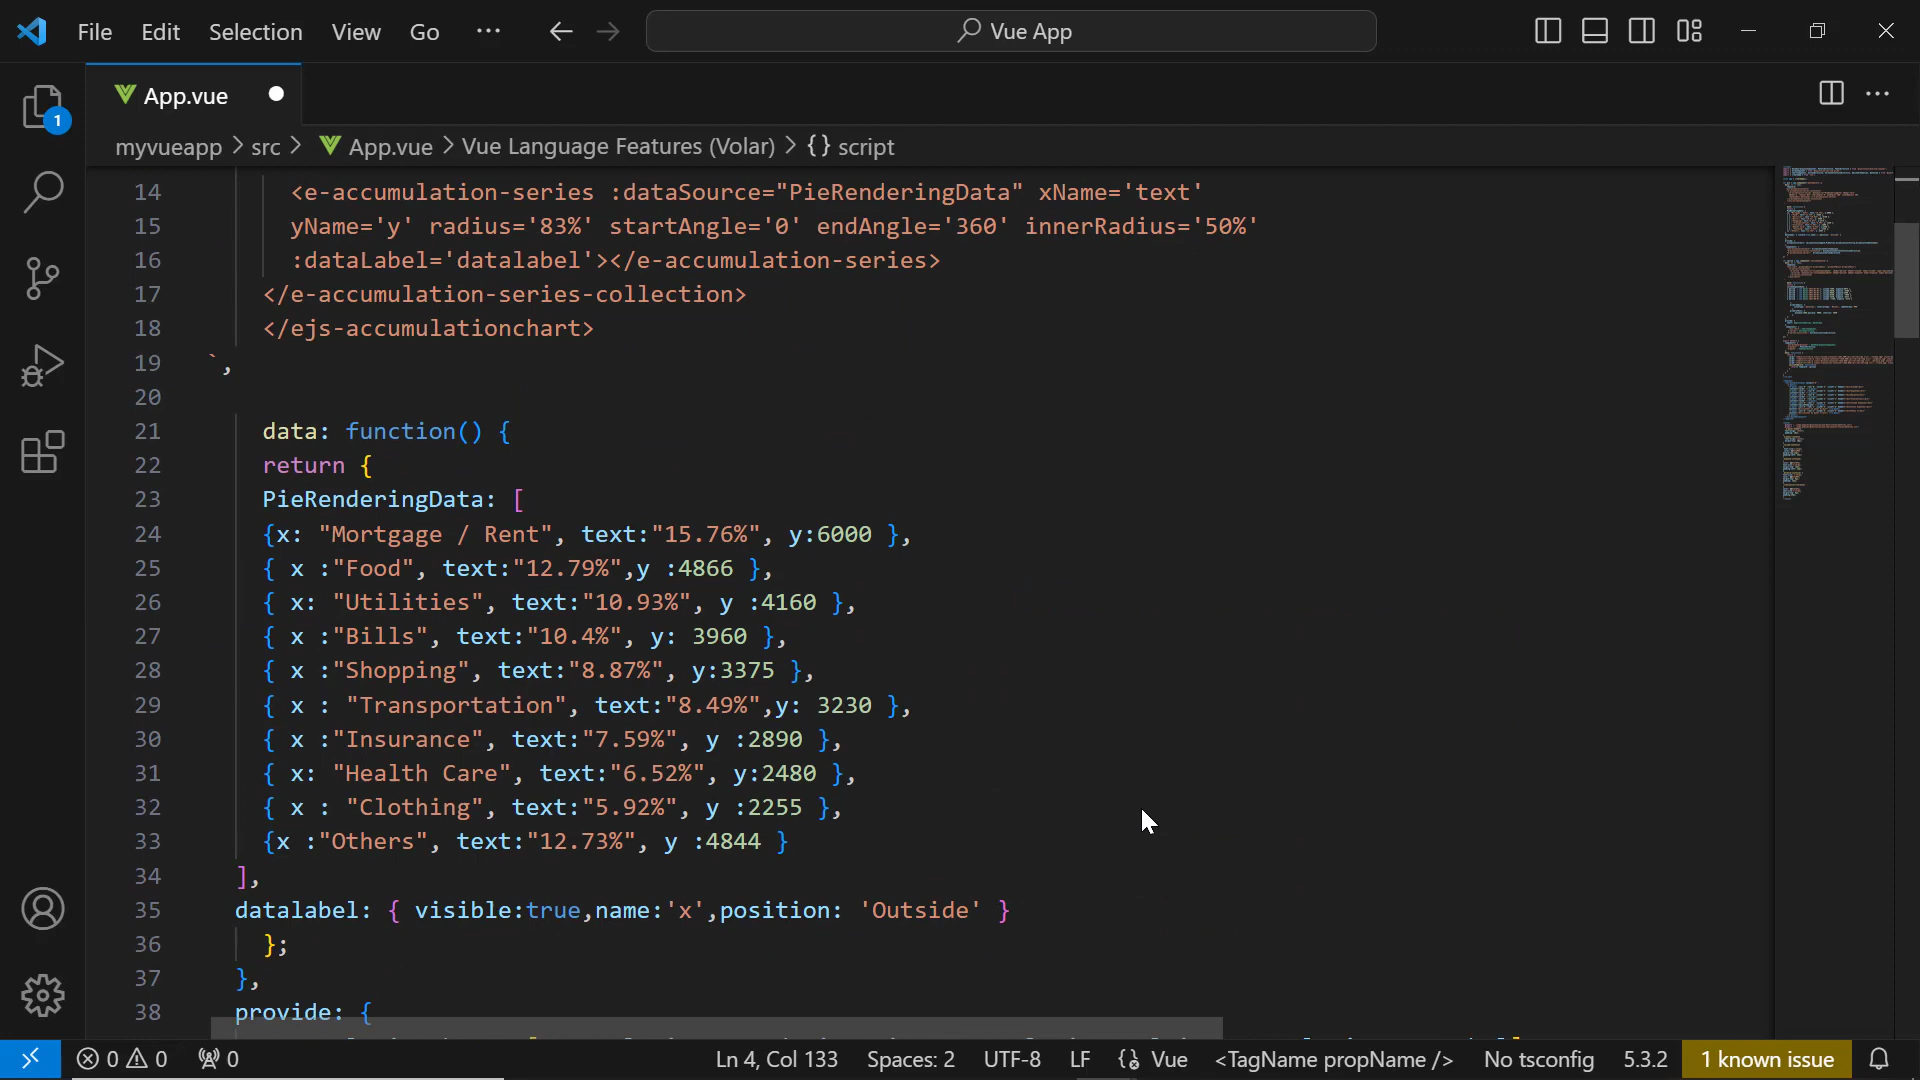 File Edit Selection View Go ··· Vue App
App.vue
1
myvueapp > src > App.vue > Vue Language Features (Volar) > {} script
14 <e-accumulation-series :dataSource="PieRenderingData" xName='text'
15 yName='y' radius='83%' startAngle='0' endAngle='360' innerRadius='50%'
16 :dataLabel='datalabel'></e-accumulation-series>
17 </e-accumulation-series-collection>
18 </ejs-accumulationchart>
19 `,
20
21 data: function() {
22 return {
23 PieRenderingData: [
24 {x: "Mortgage / Rent", text:"15.76%", y:6000 },
25 { x :"Food", text:"12.79%",y :4866 },
26 { x: "Utilities", text:"10.93%", y :4160 },
27 { x :"Bills", text:"10.4%", y: 3960 },
28 { x :"Shopping", text:"8.87%", y:3375 },
29 { x : "Transportation", text:"8.49%",y: 3230 },
30 { x :"Insurance", text:"7.59%", y :2890 },
31 { x: "Health Care", text:"6.52%", y:2480 },
32 { x : "Clothing", text:"5.92%", y :2255 },
33 {x :"Others", text:"12.73%", y :4844 }
34 ],
35 datalabel: { visible:true,name:'x',position: 'Outside' }
36 };
37 },
38 provide: {
0 0 0 Ln 4, Col 133 Spaces: 2 UTF-8 LF Vue <TagName propName /> No tsconfig 5.3.2 1 known issue